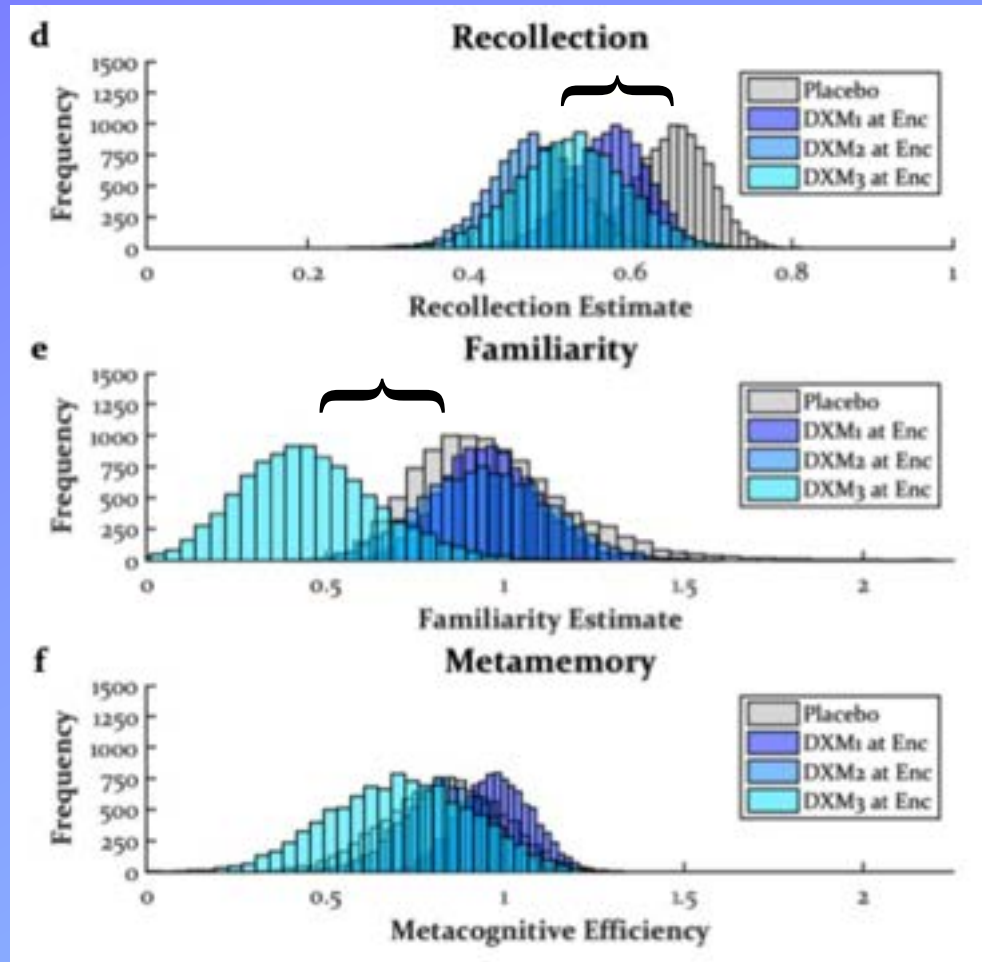 d
Recollection
Frequency
1500
1250
1000
750
500
250
0
Placebo
DXM1 at Enc
DXM2 at Enc
DXM3 at Enc
0 0.2 0.4 0.6 0.8 1
Recollection Estimate
e
Familiarity
Frequency
1500
1250
1000
750
500
250
0
Placebo
DXM1 at Enc
DXM2 at Enc
DXM3 at Enc
0 0.5 1 1.5 2
Familiarity Estimate
f
Metamemory
Frequency
1500
1250
1000
750
500
250
0
Placebo
DXM1 at Enc
DXM2 at Enc
DXM3 at Enc
0 0.5 1 1.5 2
Metacognitive Efficiency